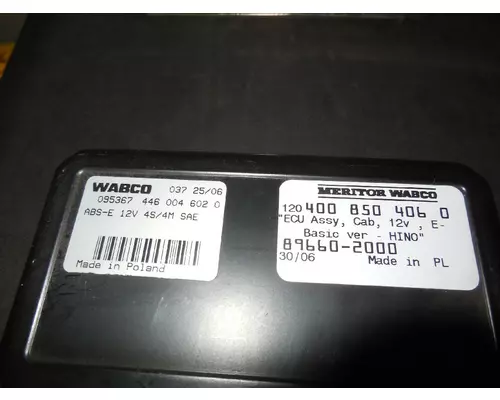 WABCO 037 25/06
095367 446 004 602 0
ABS-E 12V 4S/4M SAE
Made in Poland
MERITOR WABCO
120 400 850 406 0
"ECU Assy, Cab, 12v , E-
Basic ver - HINO"
89660-2000
30/06 Made in PL